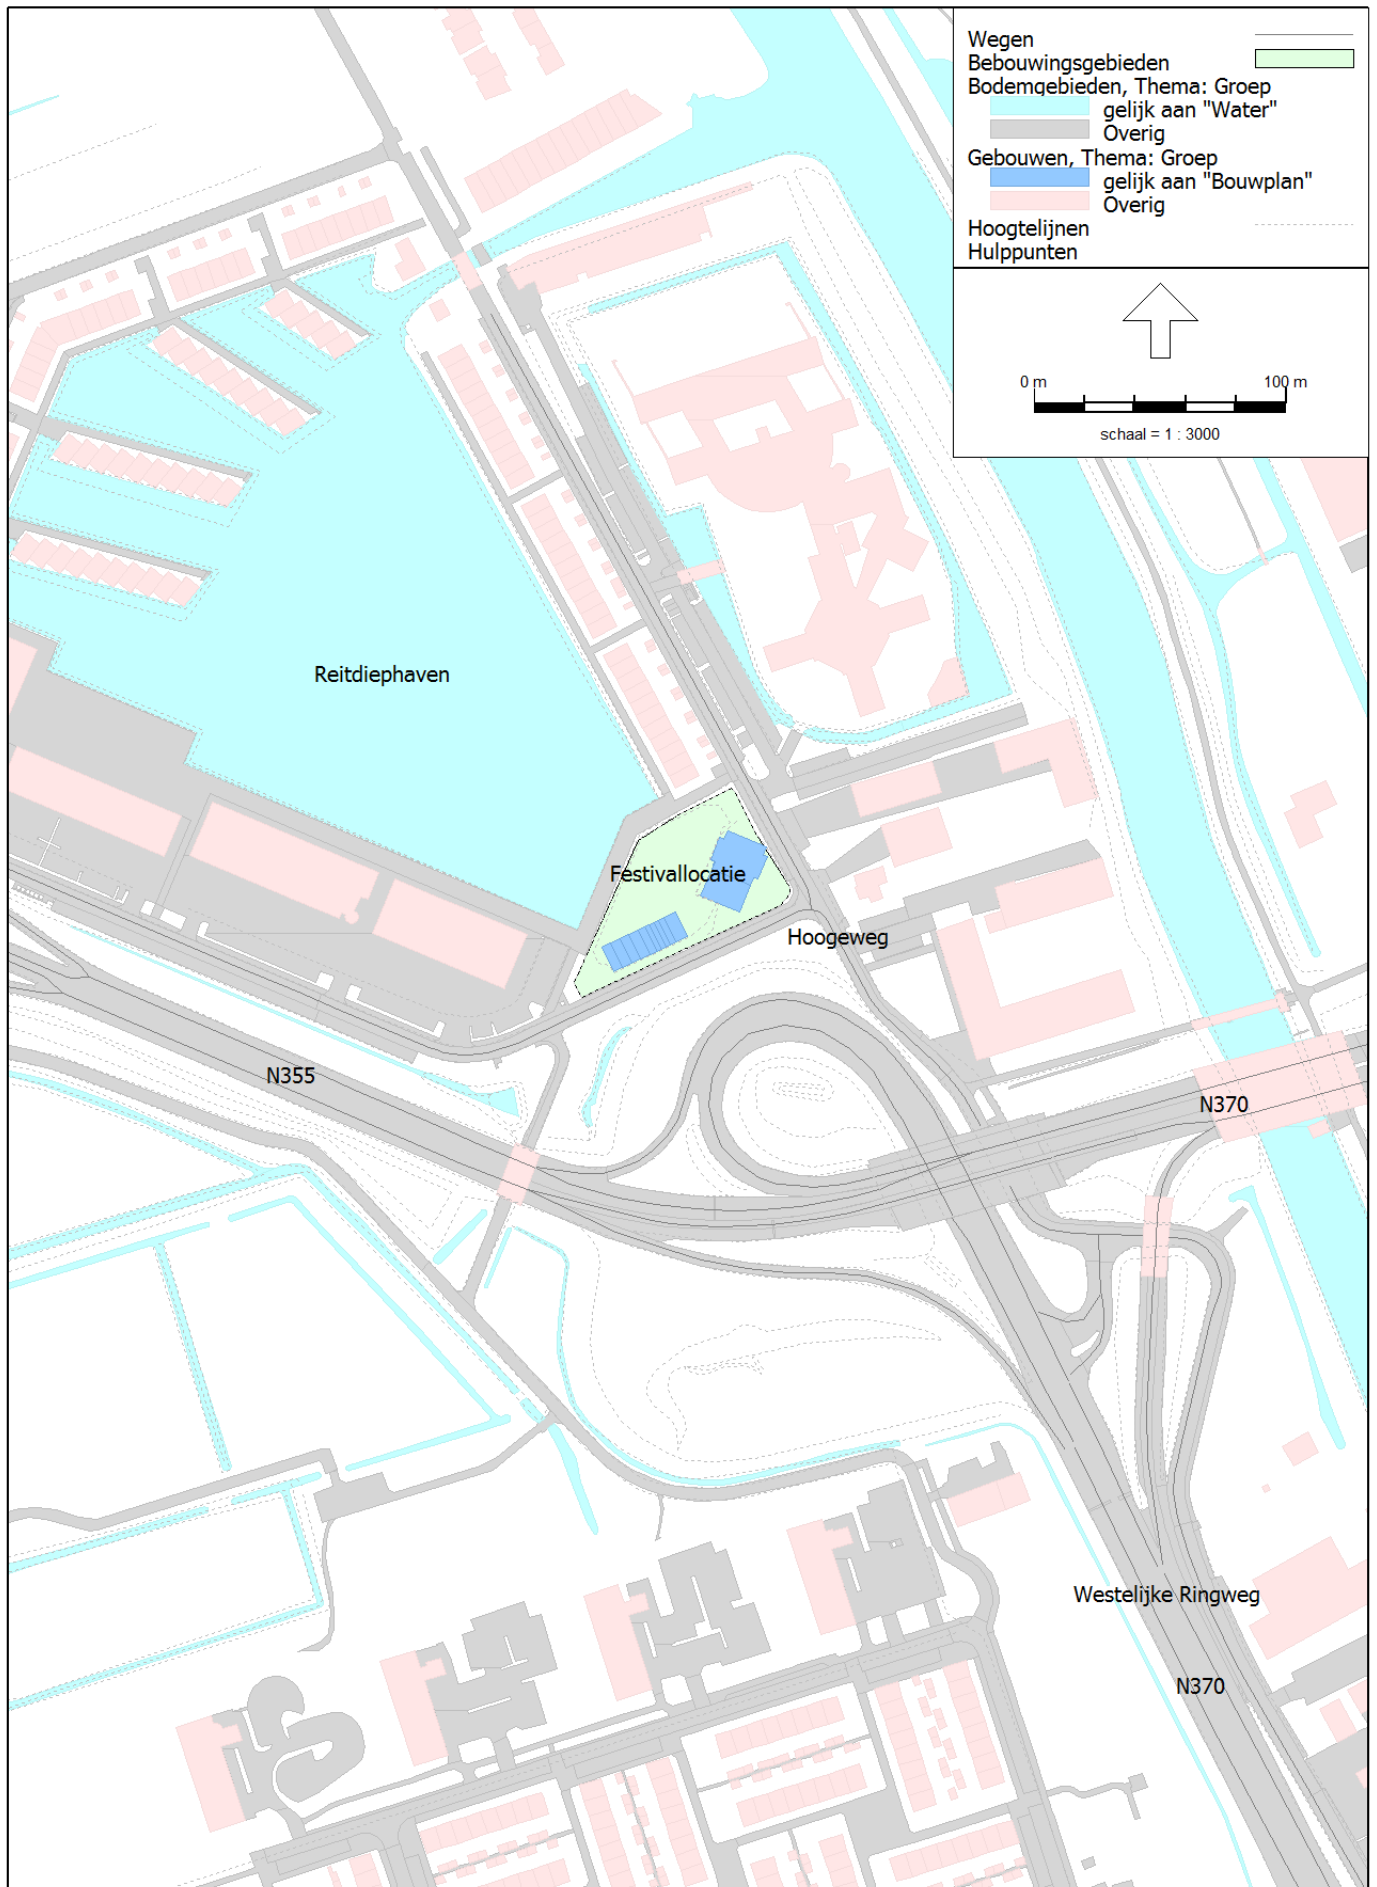 Wegen
Bebouwingsgebieden
Bodemgebieden, Thema: Groep
gelijk aan "Water"
Overig
Gebouwen, Thema: Groep
gelijk aan "Bouwplan"
Overig
Hoogtelijnen
Hulppunten
0 m 100 m
schaal = 1 : 3000
Reitdiephaven
Festivallocatie
Hoogeweg
N355
N370
Westelijke Ringweg
N370